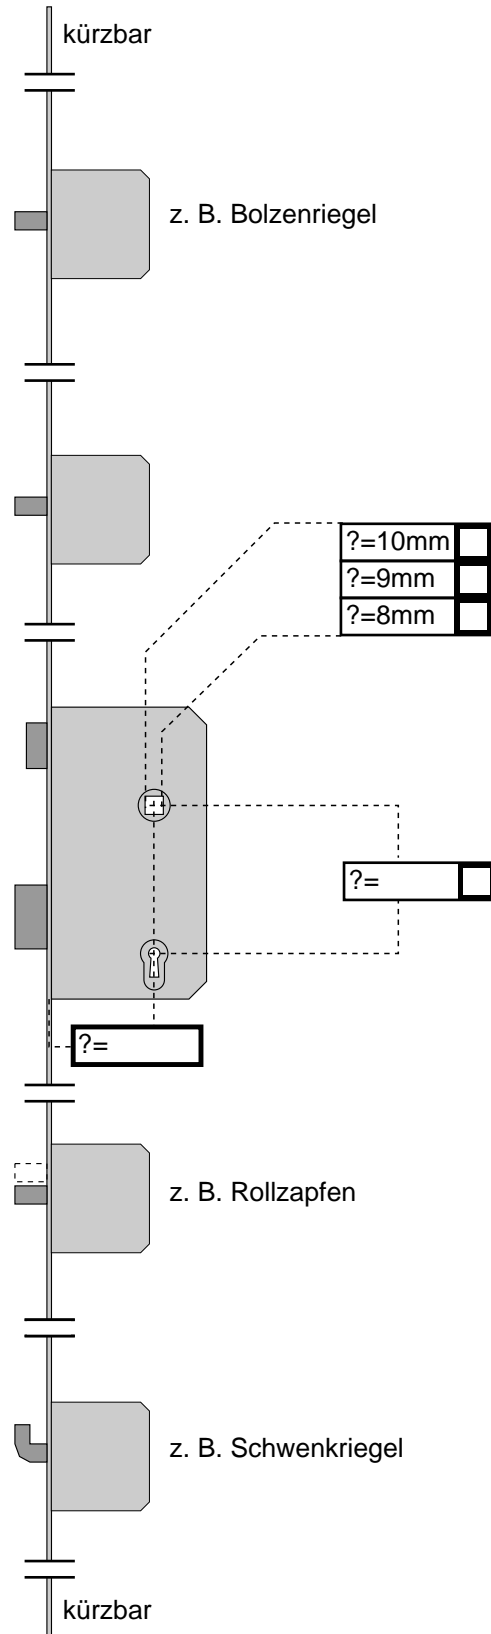 kürzbar
z. B. Bolzenriegel
?=10mm
?=9mm
?=8mm
?=
?=
z. B. Rollzapfen
z. B. Schwenkriegel
kürzbar